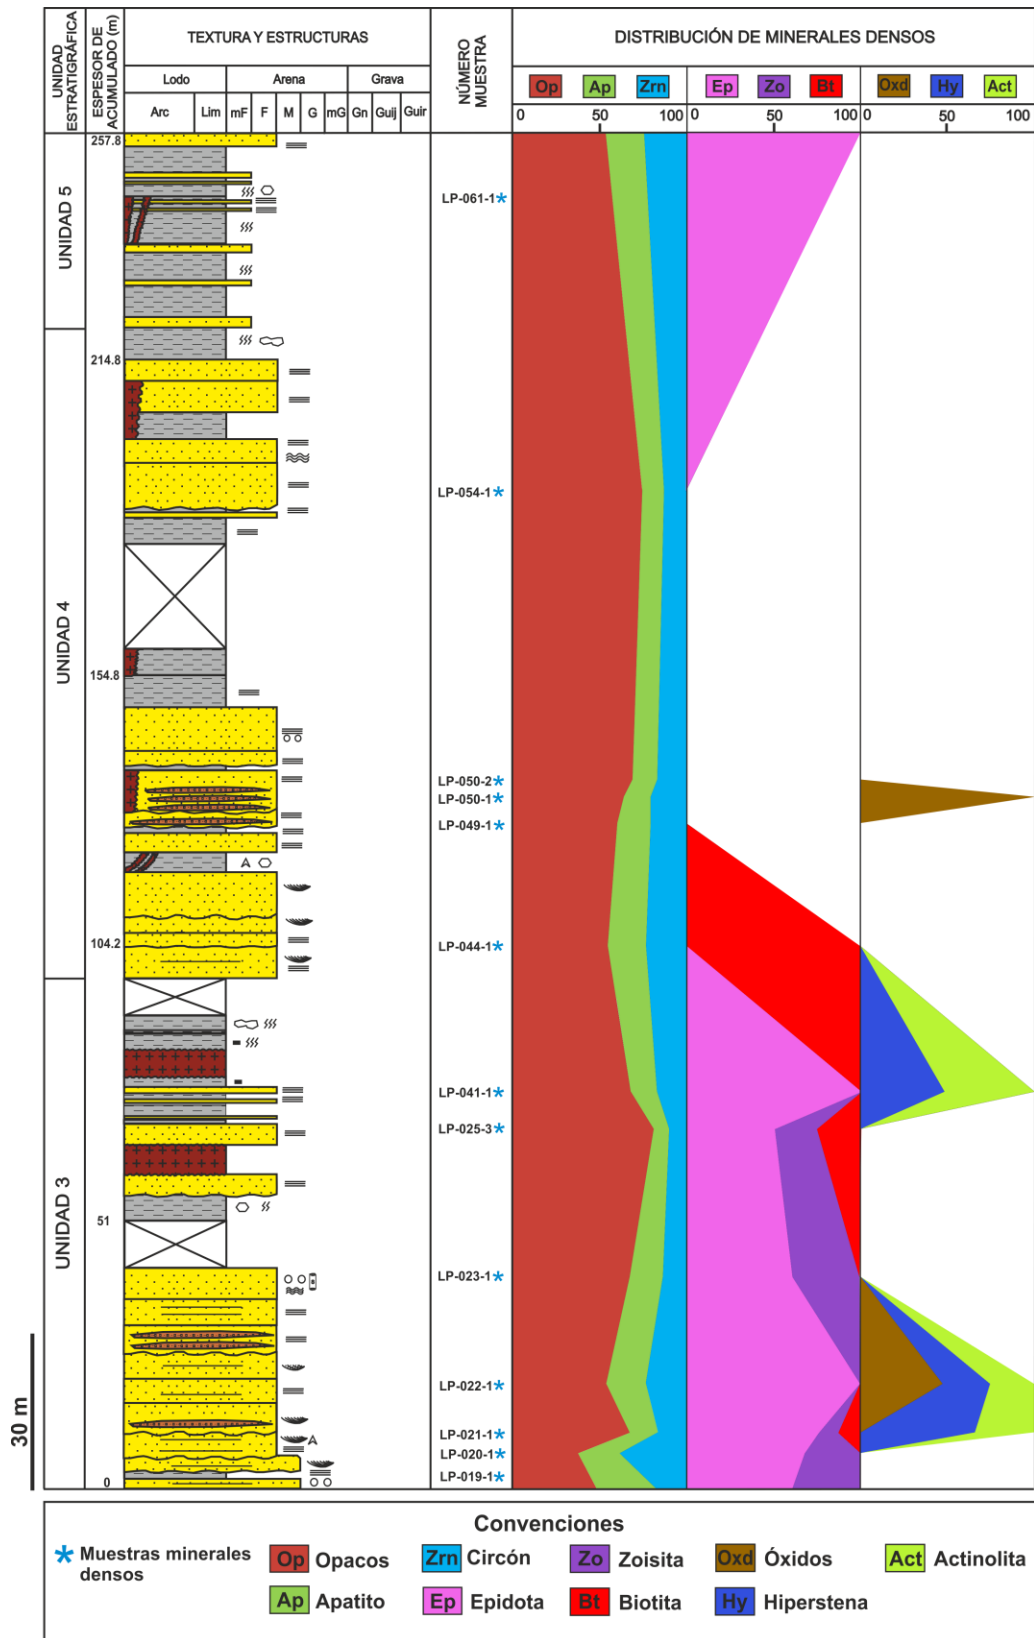 UNIDAD ESTRATIGRÁFICA
ESPESOR DE ACUMULADO (m)
TEXTURA Y ESTRUCTURAS
NÚMERO MUESTRA
DISTRIBUCIÓN DE MINERALES DENSOS
Lodo Arena Grava
Arc Lim mF F M G mG Gn Guij Guir
Op Ap Zrn Ep Zo Bt Oxd Hy Act
0 50 100 0 50 100 0 50 100
257.8
UNIDAD 5
LP-061-1*
214.8
LP-054-1*
UNIDAD 4
154.8
LP-050-2*
LP-050-1*
LP-049-1*
A
104.2
LP-044-1*
LP-041-1*
LP-025-3*
UNIDAD 3
51
LP-023-1*
LP-022-1*
LP-021-1*
A
LP-020-1*
LP-019-1*
0
30 m
Convenciones
* Muestras minerales densos
Op Opacos
Zrn Circón
Zo Zoisita
Oxd Óxidos
Act Actinolita
Ap Apatito
Ep Epidota
Bt Biotita
Hy Hiperstena